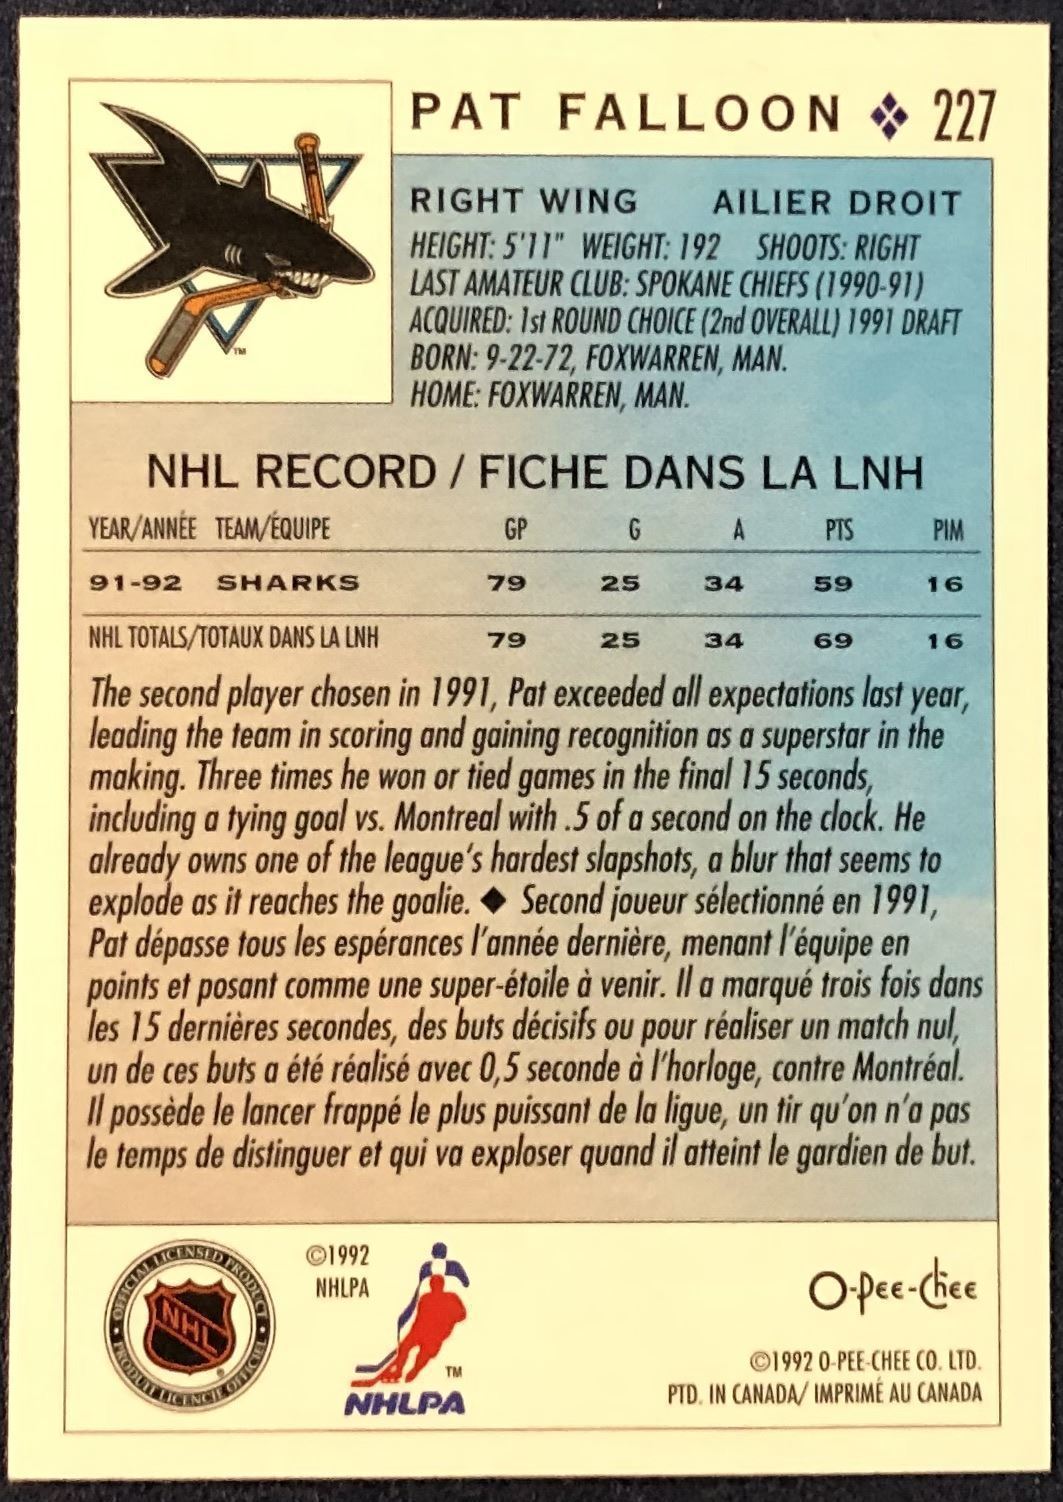 PAT FALLOON 227
RIGHT WING AILIER DROIT
HEIGHT: 5'11" WEIGHT: 192 SHOOTS: RIGHT
LAST AMATEUR CLUB: SPOKANE CHIEFS (1990-91)
ACQUIRED: 1st ROUND CHOICE (2nd OVERALL) 1991 DRAFT
BORN: 9-22-72, FOXWARREN, MAN.
HOME: FOXWARREN, MAN.
TM
NHL RECORD / FICHE DANS LA LNH
YEAR/ANNÉE TEAM/ÉQUIPE GP G A PTS PIM
91-92 SHARKS 79 25 34 59 16
NHL TOTALS/TOTAUX DANS LA LNH 79 25 34 69 16
The second player chosen in 1991, Pat exceeded all expectations last year,
leading the team in scoring and gaining recognition as a superstar in the
making. Three times he won or tied games in the final 15 seconds,
including a tying goal vs. Montreal with .5 of a second on the clock. He
already owns one of the league's hardest slapshots, a blur that seems to
explode as it reaches the goalie. ◆ Second joueur sélectionné en 1991,
Pat dépasse tous les espérances l'année dernière, menant l'équipe en
points et posant comme une super-étoile à venir. Il a marqué trois fois dans
les 15 dernières secondes, des buts décisifs ou pour réaliser un match nul,
un de ces buts a été réalisé avec 0,5 seconde à l'horloge, contre Montréal.
Il possède le lancer frappé le plus puissant de la ligue, un tir qu'on n'a pas
le temps de distinguer et qui va exploser quand il atteint le gardien de but.
OFFICIAL LICENSED PRODUCT
NHL
PRODUIT LICENCIÉ OFFICIEL
©1992
NHLPA
TM
NHLPA
O-Pee-Chee
©1992 O-PEE-CHEE CO. LTD.
PTD. IN CANADA/ IMPRIMÉ AU CANADA